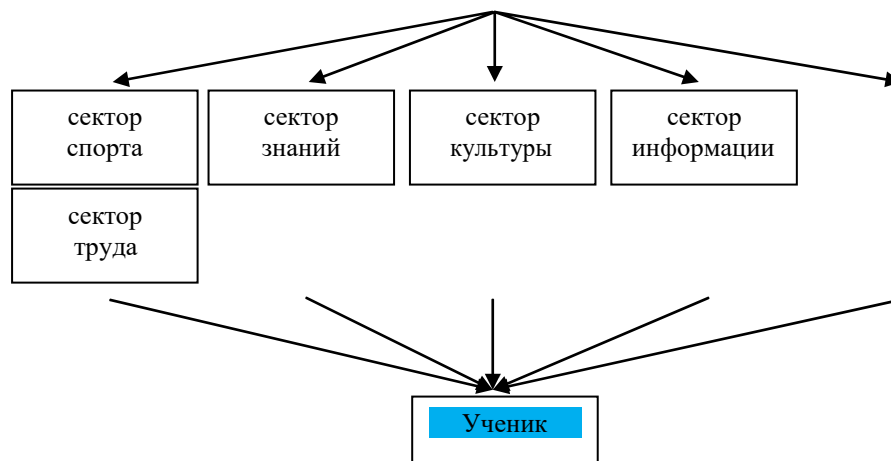 сектор
спорта
сектор
знаний
сектор
культуры
сектор
информации
сектор
труда
Ученик